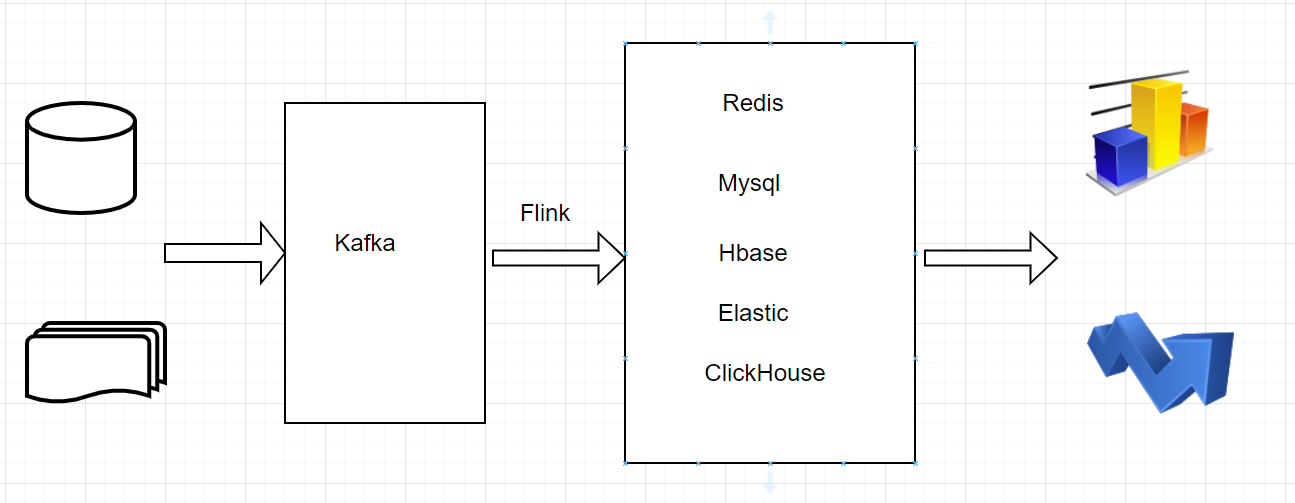 Kafka
Flink
Redis
Mysql
Hbase
Elastic
ClickHouse